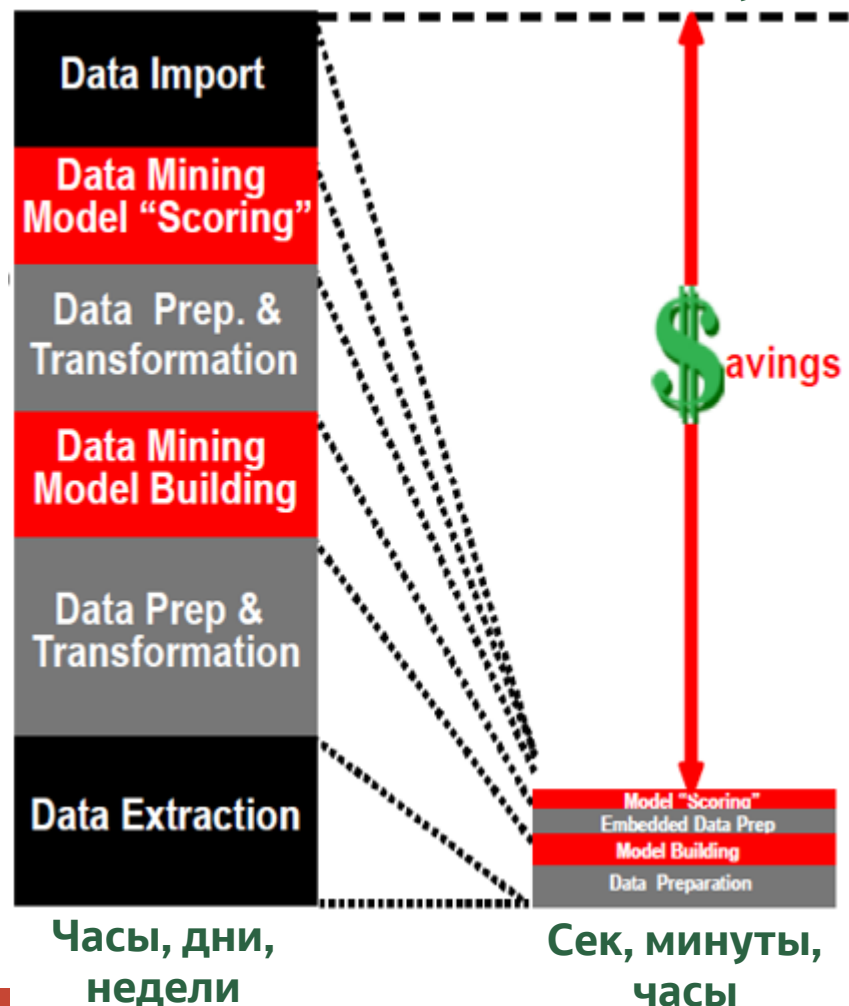 Data Import
Data Mining
Model “Scoring”
Data Prep. &
Transformation
Data Mining
Model Building
Data Prep &
Transformation
Data Extraction
Часы, дни,
недели
$avings
Model “Scoring”
Embedded Data Prep
Model Building
Data Preparation
Сек, минуты,
часы